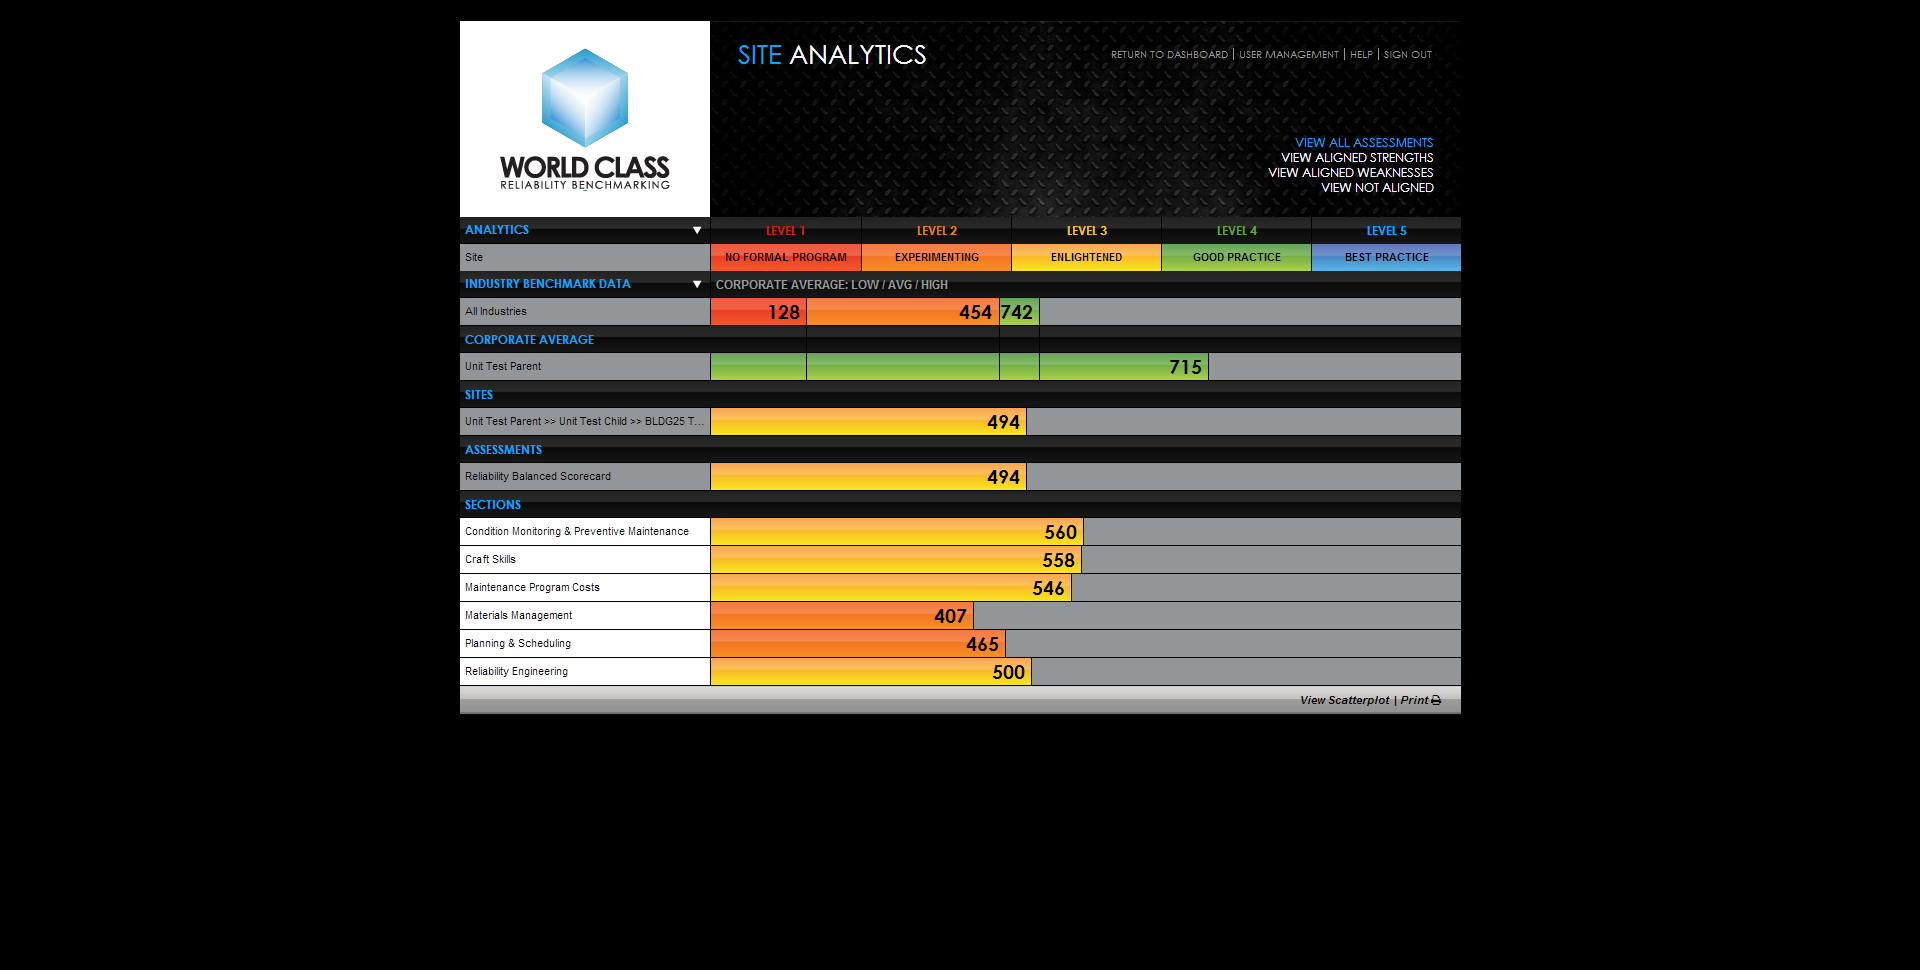 SITE ANALYTICS
RETURN TO DASHBOARD | USER MANAGEMENT | HELP | SIGN OUT
WORLD CLASS
RELIABILITY BENCHMARKING
VIEW ALL ASSESSMENTS
VIEW ALIGNED STRENGTHS
VIEW ALIGNED WEAKNESSES
VIEW NOT ALIGNED
ANALYTICS LEVEL 1 LEVEL 2 LEVEL 3 LEVEL 4 LEVEL 5
Site NO FORMAL PROGRAM EXPERIMENTING ENLIGHTENED GOOD PRACTICE BEST PRACTICE
INDUSTRY BENCHMARK DATA CORPORATE AVERAGE: LOW / AVG / HIGH
All Industries 128 454 742
CORPORATE AVERAGE
Unit Test Parent 715
SITES
Unit Test Parent >> Unit Test Child >> BLDG25 T... 494
ASSESSMENTS
Reliability Balanced Scorecard 494
SECTIONS
Condition Monitoring & Preventive Maintenance 560
Craft Skills 558
Maintenance Program Costs 546
Materials Management 407
Planning & Scheduling 465
Reliability Engineering 500
View Scatterplot | Print